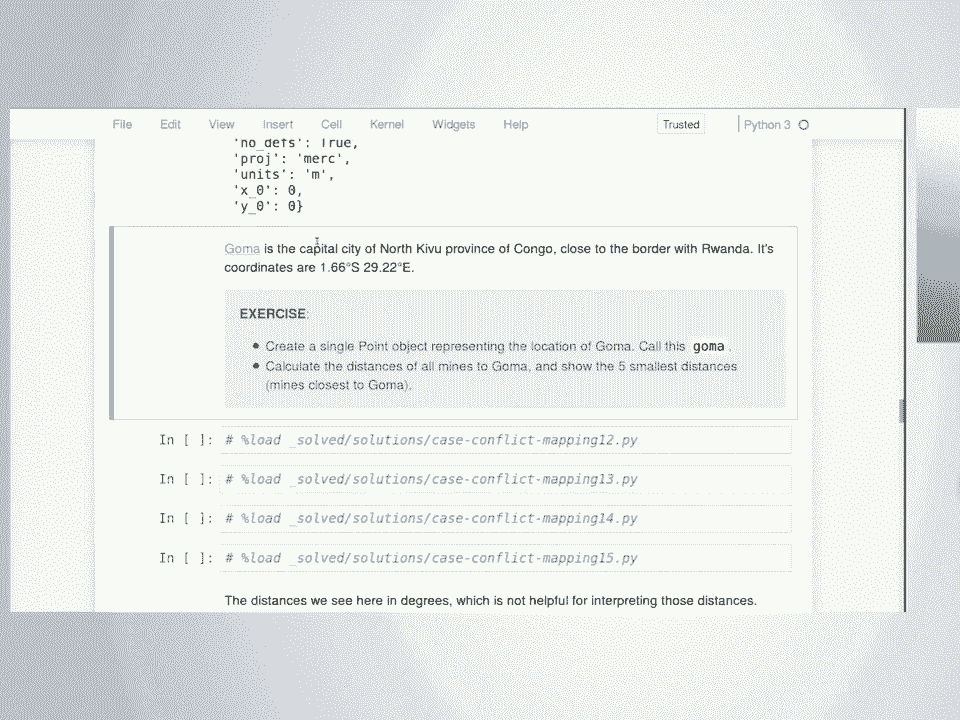 File Edit View Insert Cell Kernel Widgets Help Trusted Python 3
'no_defs': True,
'proj': 'merc',
'units': 'm',
'x_0': 0,
'y_0': 0}
Goma is the capital city of North Kivu province of Congo, close to the border with Rwanda. It's
coordinates are 1.66°S 29.22°E.
EXERCISE:
• Create a single Point object representing the location of Goma. Call this goma .
• Calculate the distances of all mines to Goma, and show the 5 smallest distances
(mines closest to Goma).
In [ ]: # %load _solved/solutions/case-conflict-mapping12.py
In [ ]: # %load _solved/solutions/case-conflict-mapping13.py
In [ ]: # %load _solved/solutions/case-conflict-mapping14.py
In [ ]: # %load _solved/solutions/case-conflict-mapping15.py
The distances we see here in degrees, which is not helpful for interpreting those distances.